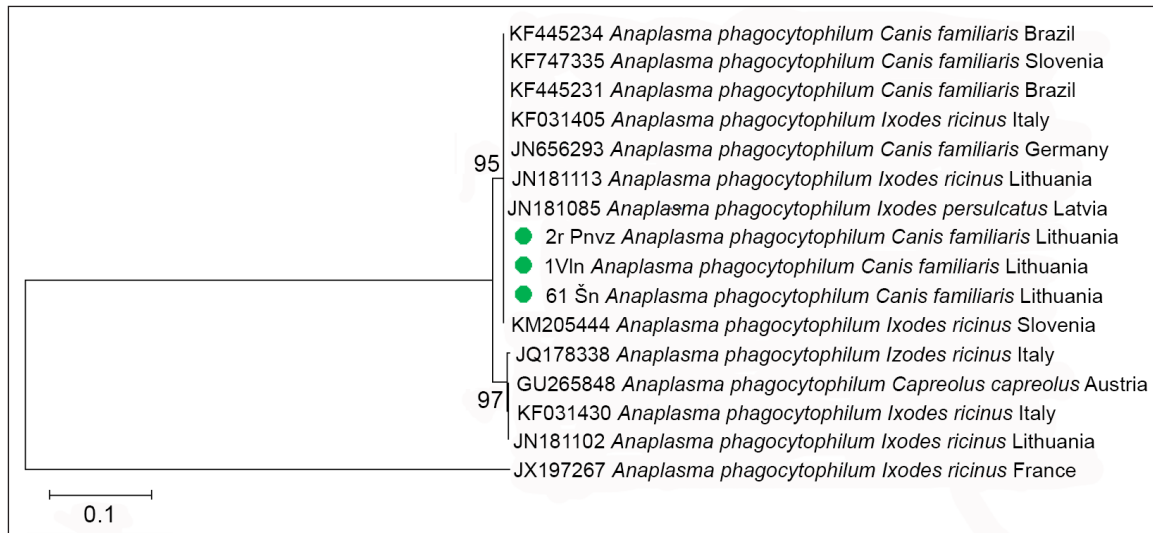 KF445234 Anaplasma phagocytophilum Canis familiaris Brazil
KF747335 Anaplasma phagocytophilum Canis familiaris Slovenia
KF445231 Anaplasma phagocytophilum Canis familiaris Brazil
KF031405 Anaplasma phagocytophilum Ixodes ricinus Italy
JN656293 Anaplasma phagocytophilum Canis familiaris Germany
95
JN181113 Anaplasma phagocytophilum Ixodes ricinus Lithuania
JN181085 Anaplasma phagocytophilum Ixodes persulcatus Latvia
2r Pnvz Anaplasma phagocytophilum Canis familiaris Lithuania
1Vln Anaplasma phagocytophilum Canis familiaris Lithuania
61 Šn Anaplasma phagocytophilum Canis familiaris Lithuania
KM205444 Anaplasma phagocytophilum Ixodes ricinus Slovenia
JQ178338 Anaplasma phagocytophilum Izodes ricinus Italy
GU265848 Anaplasma phagocytophilum Capreolus capreolus Austria
97
KF031430 Anaplasma phagocytophilum Ixodes ricinus Italy
JN181102 Anaplasma phagocytophilum Ixodes ricinus Lithuania
JX197267 Anaplasma phagocytophilum Ixodes ricinus France
0.1